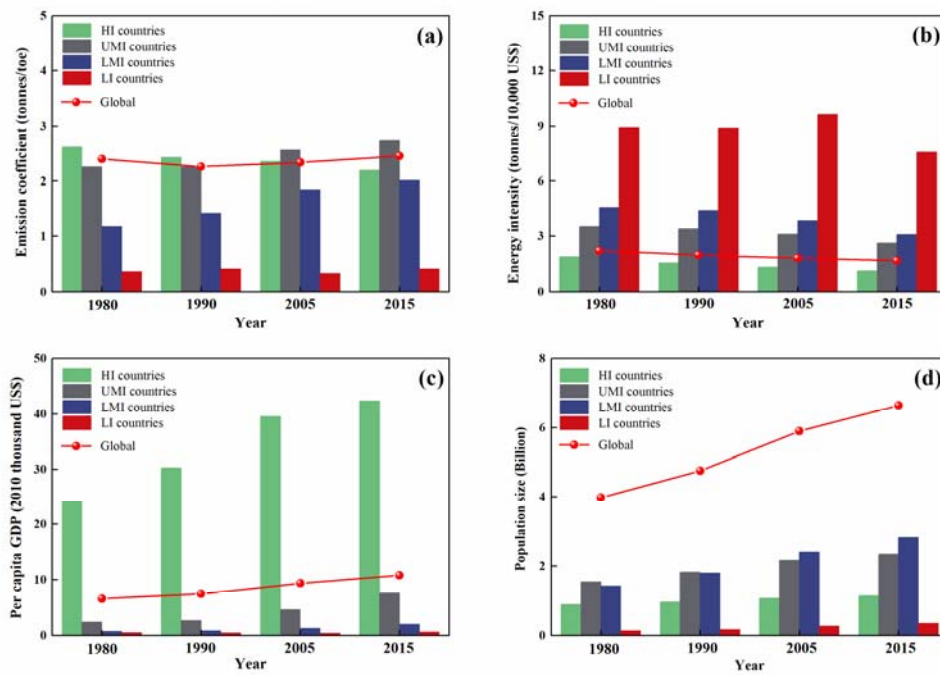 (a)
HI countries
UMI countries
LMI countries
LI countries
Global
Emission coefficient (tonnes/toe)
5
4
3
2
1
0
1980 1990 2005 2015
Year
(b)
HI countries
UMI countries
LMI countries
LI countries
Global
Energy intensity (tonnes/10,000 US$)
15
12
9
6
3
0
1980 1990 2005 2015
Year
(c)
HI countries
UMI countries
LMI countries
LI countries
Global
Per capita GDP (2010 thousand US$)
50
40
30
20
10
0
1980 1990 2005 2015
Year
(d)
HI countries
UMI countries
LMI countries
LI countries
Global
Population size (Billion)
8
6
4
2
0
1980 1990 2005 2015
Year